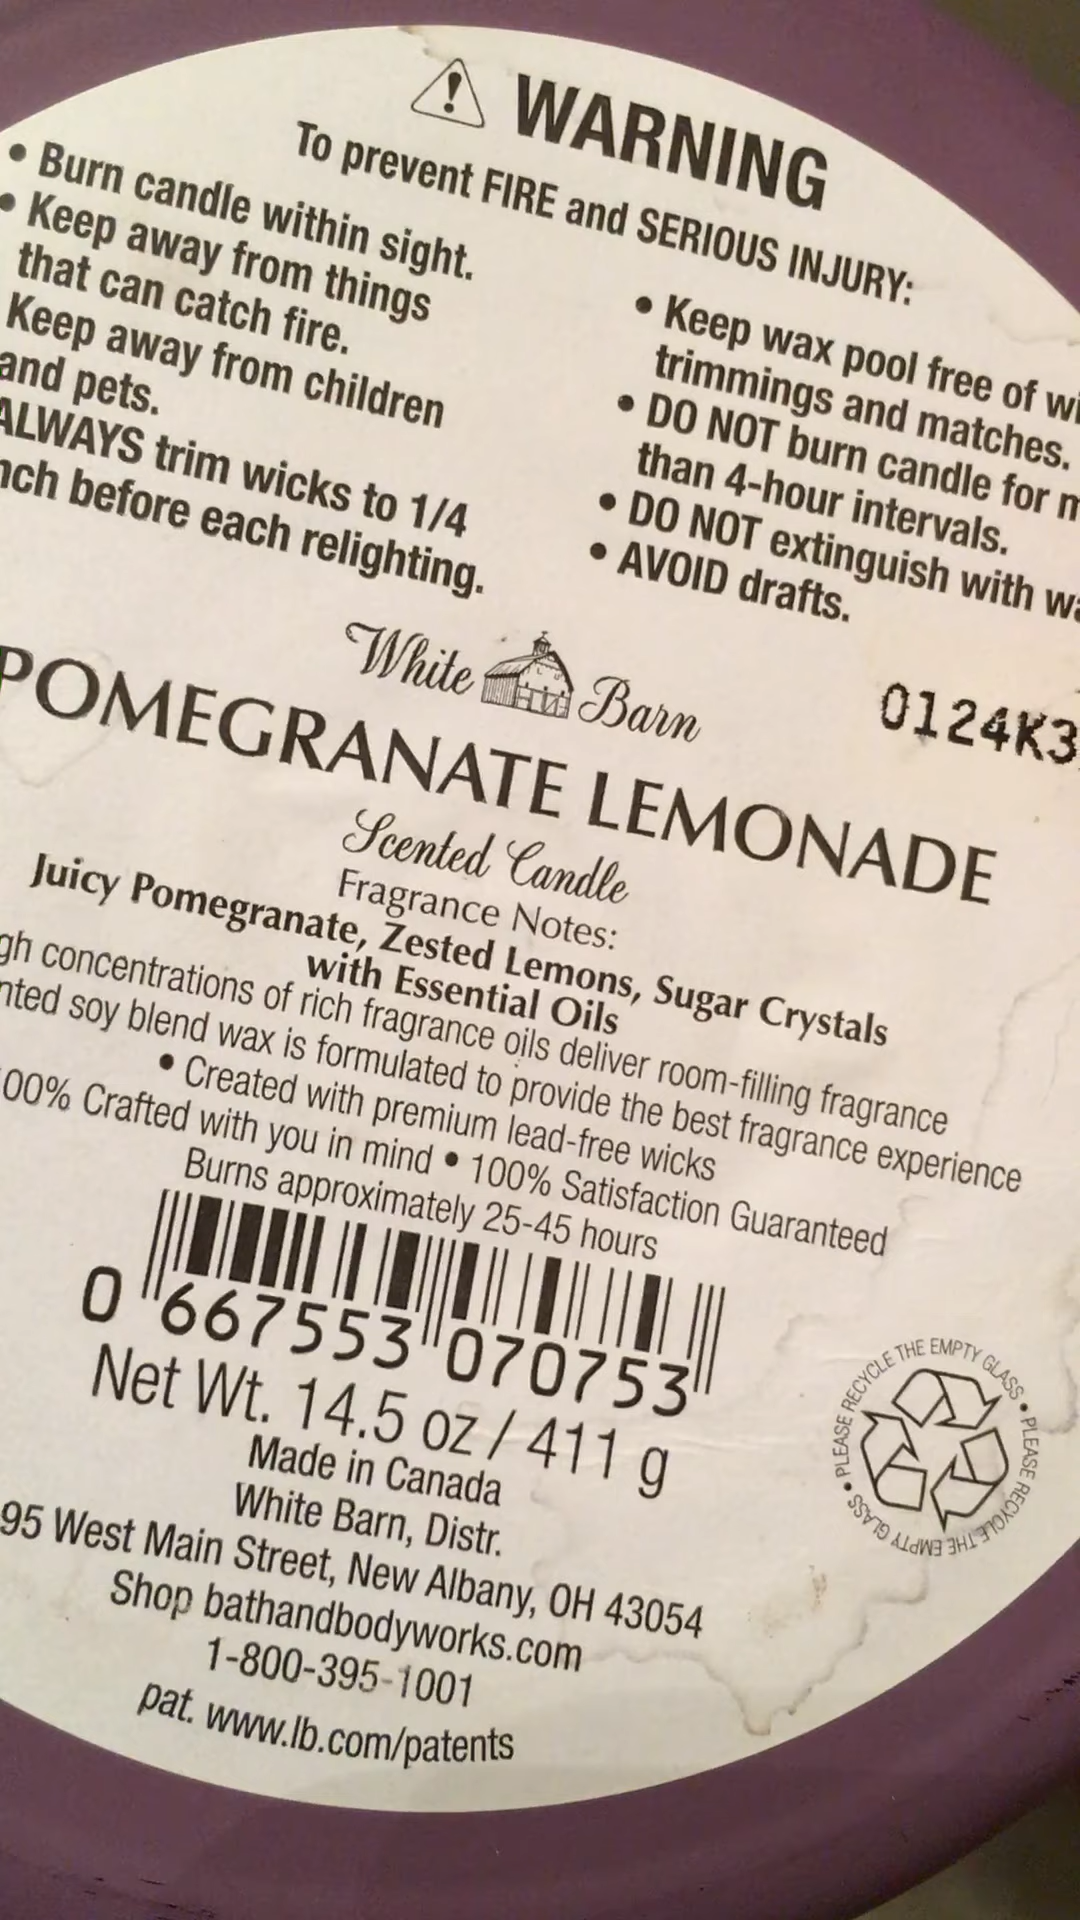 WARNING
To prevent FIRE and SERIOUS INJURY:
• Burn candle within sight.
• Keep away from things
that can catch fire.
Keep away from children
and pets.
ALWAYS trim wicks to 1/4
nch before each relighting.
• Keep wax pool free of
trimmings and matches.
• DO NOT burn candle for
than 4-hour intervals.
• DO NOT extinguish with
• AVOID drafts.
White Barn
0124K3
POMEGRANATE LEMONADE
Scented Candle
Fragrance Notes:
Juicy Pomegranate, Zested Lemons, Sugar Crystals
with Essential Oils
gh concentrations of rich fragrance oils deliver room-filling fragrance
nted soy blend wax is formulated to provide the best fragrance experience
• Created with premium lead-free wicks
00% Crafted with you in mind • 100% Satisfaction Guaranteed
Burns approximately 25-45 hours
0 667553 070753
Net Wt. 14.5 oz / 411 g
Made in Canada
White Barn, Distr.
95 West Main Street, New Albany, OH 43054
Shop bathandbodyworks.com
1-800-395-1001
pat. www.lb.com/patents
PLEASE RECYCLE THE EMPTY GLASS • PLEASE RECYCLE THE EMPTY GLASS •